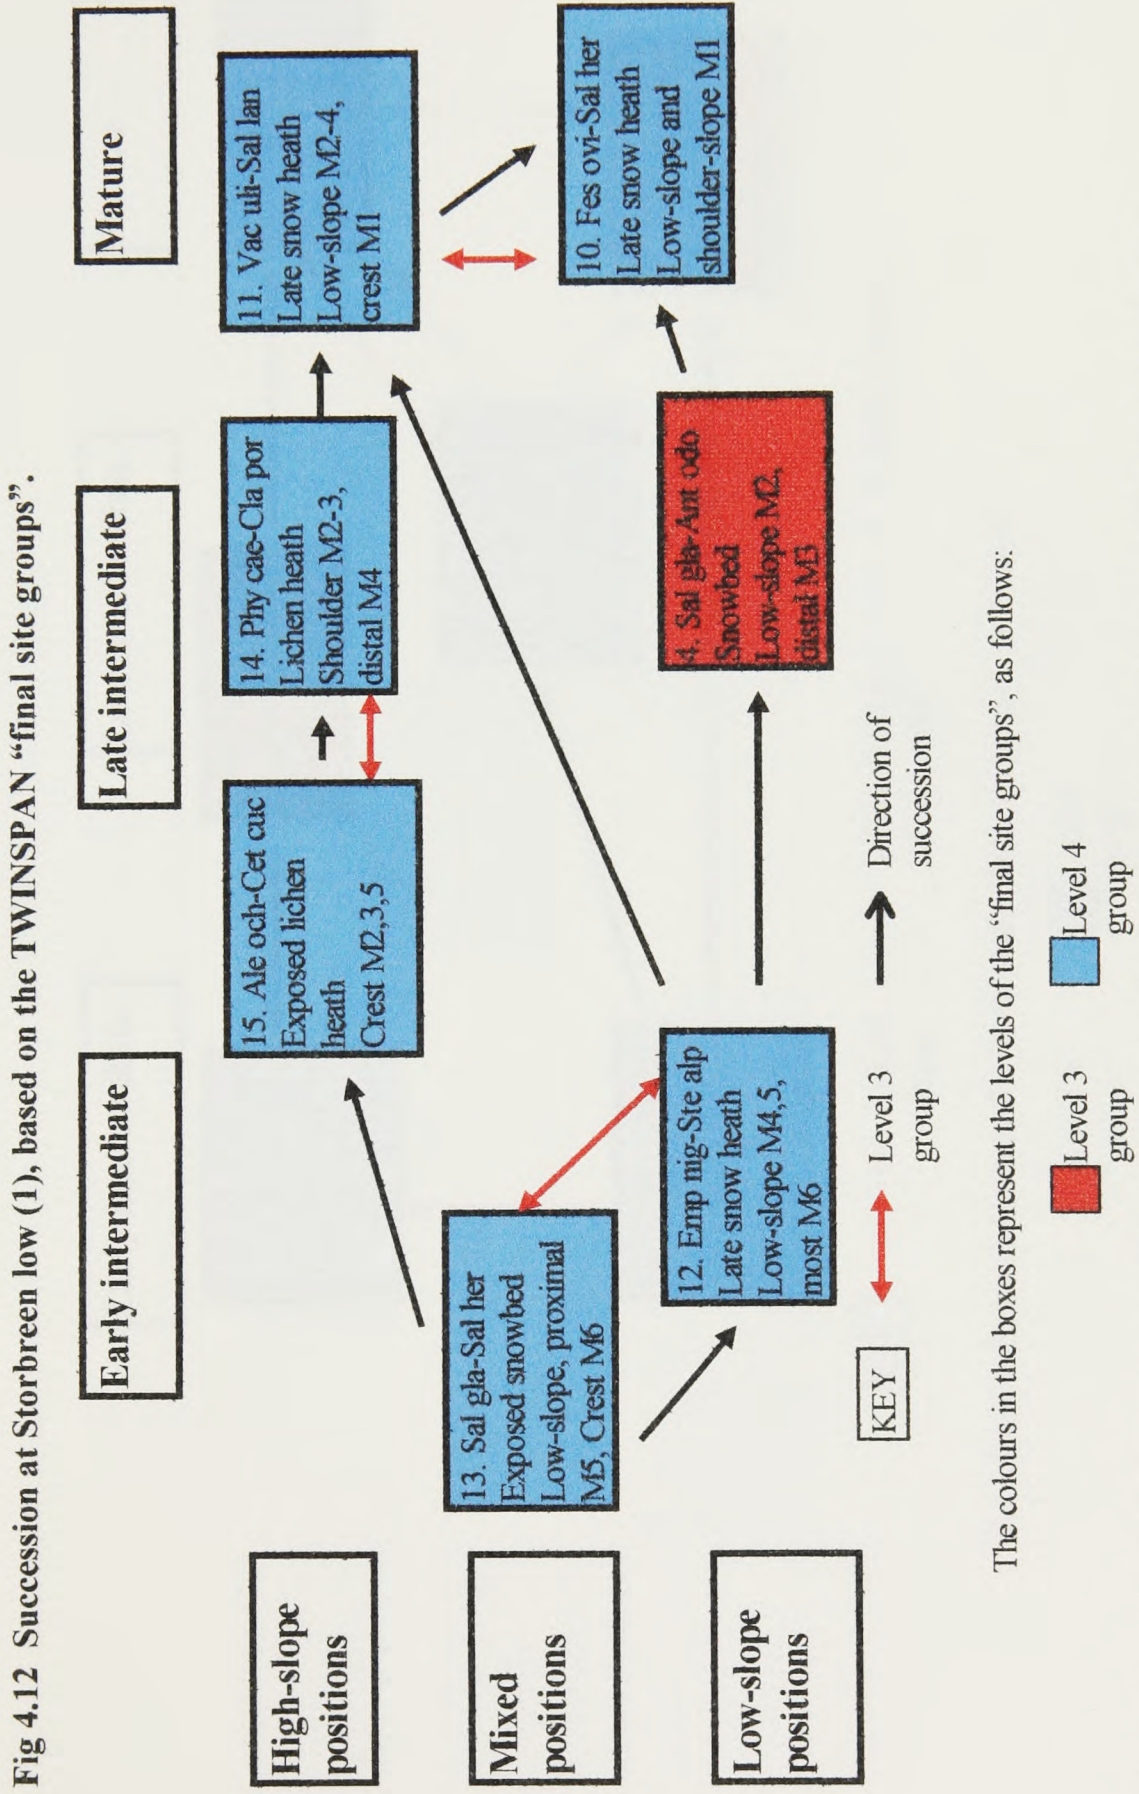 Fig 4.12 Succession at Storbreen low (1), based on the TWINSPAN “final site groups”.
Early intermediate
Late intermediate
Mature
High-slope
positions
Mixed
positions
Low-slope
positions
15. Ale och-Cet cuc
Exposed lichen
heath
Crest M2,3,5
14. Phy cae-Cla por
Lichen heath
Shoulder M2-3,
distal M4
11. Vac uli-Sal lan
Late snow heath
Low-slope M2-4,
crest M1
13. Sal gla-Sal her
Exposed snowbed
Low-slope, proximal
M5, Crest M6
10. Fes ovi-Sal her
Late snow heath
Low-slope and
shoulder-slope M1
12. Emp nig-Ste alp
Late snow heath
Low-slope M4,5,
most M6
4. Sal gla-Ant odo
Snowbed
Low-slope M2,
distal M3
KEY
Level 3
group
Direction of
succession
The colours in the boxes represent the levels of the “final site groups”, as follows:
Level 3
group
Level 4
group